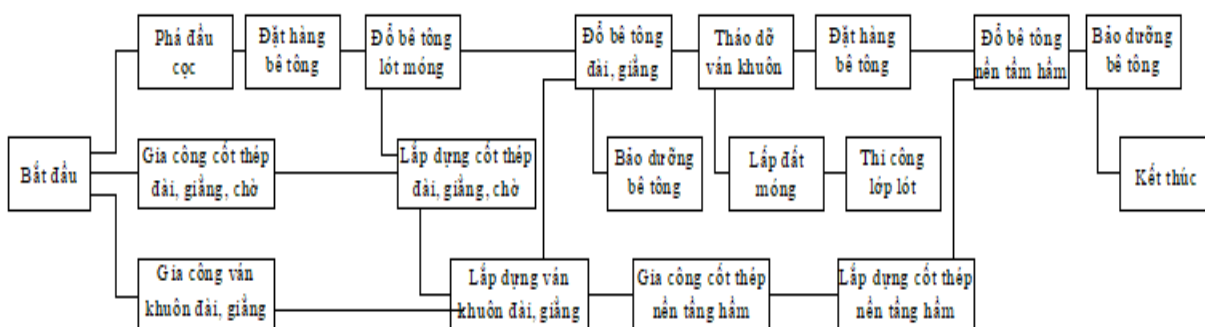 Phá đầu
cọc
Đặt hàng
bê tông
Đổ bê tông
lót móng
Đổ bê tông
đài, giằng
Tháo dỡ
ván khuôn
Đặt hàng
bê tông
Đổ bê tông
nền tầm hầm
Bảo dưỡng
bê tông
Bắt đầu
Gia công cốt thép
đài, giằng, chờ
Lắp dựng cốt thép
đài, giằng, chờ
Bảo dưỡng
bê tông
Lấp đất
móng
Thi công
lớp lót
Kết thúc
Gia công ván
khuôn đài, giằng
Lắp dựng ván
khuôn đài, giằng
Gia công cốt thép
nền tầng hầm
Lắp dựng cốt thép
nền tầng hầm